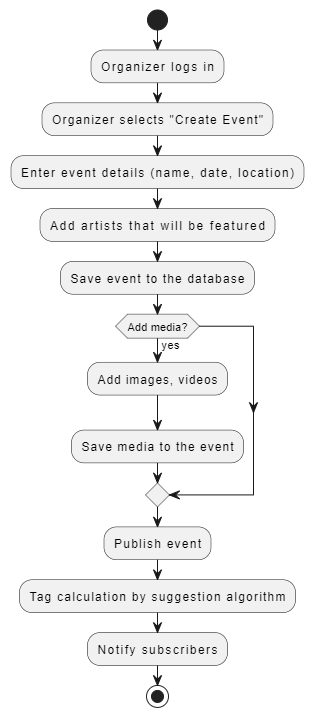 Organizer logs in
Organizer selects "Create Event"
Enter event details (name, date, location)
Add artists that will be featured
Save event to the database
Add media?
yes
Add images, videos
Save media to the event
Publish event
Tag calculation by suggestion algorithm
Notify subscribers